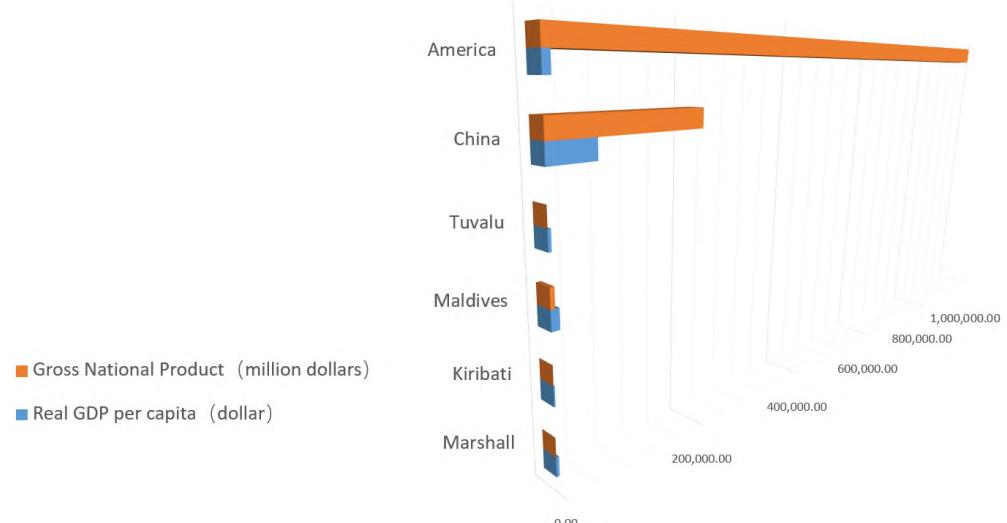 America
China
Tuvalu
Maldives
Kiribati
Marshall
Gross National Product（million dollars）
Real GDP per capita（dollar）
1,000,000.00
800,000.00
600,000.00
400,000.00
200,000.00
0.00